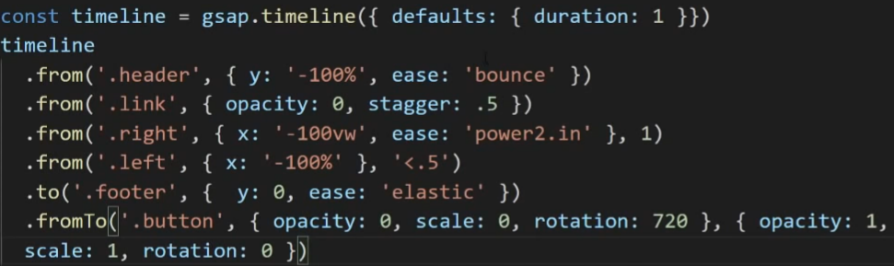 const timeline = gsap.timeline({ defaults: { duration: 1 }})
timeline
.from('.header', { y: '-100%', ease: 'bounce' })
.from('.link', { opacity: 0, stagger: .5 })
.from('.right', { x: '-100vw', ease: 'power2.in' }, 1)
.from('.left', { x: '-100%' }, '<.5')
.to('.footer', {  y: 0, ease: 'elastic' })
.fromTo('.button', { opacity: 0, scale: 0, rotation: 720 }, { opacity: 1,
scale: 1, rotation: 0 })